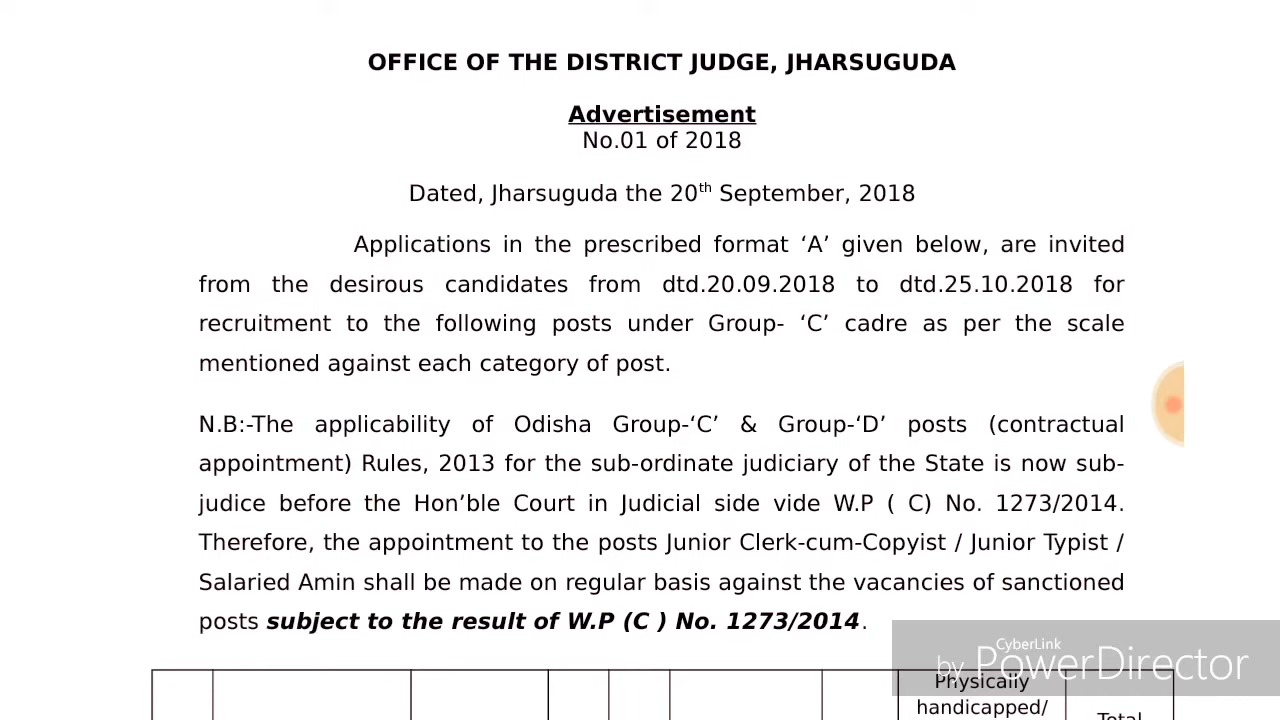 OFFICE OF THE DISTRICT JUDGE, JHARSUGUDA
Advertisement
No.01 of 2018
Dated, Jharsuguda the 20th September, 2018
Applications in the prescribed format ‘A’ given below, are invited
from the desirous candidates from dtd.20.09.2018 to dtd.25.10.2018 for
recruitment to the following posts under Group- ‘C’ cadre as per the scale
mentioned against each category of post.
N.B:-The applicability of Odisha Group-‘C’ & Group-‘D’ posts (contractual
appointment) Rules, 2013 for the sub-ordinate judiciary of the State is now sub-
judice before the Hon’ble Court in Judicial side vide W.P ( C) No. 1273/2014.
Therefore, the appointment to the posts Junior Clerk-cum-Copyist / Junior Typist /
Salaried Amin shall be made on regular basis against the vacancies of sanctioned
posts subject to the result of W.P (C ) No. 1273/2014.
CyberLink
by PowerDirector
Physically
handicapped/
Total